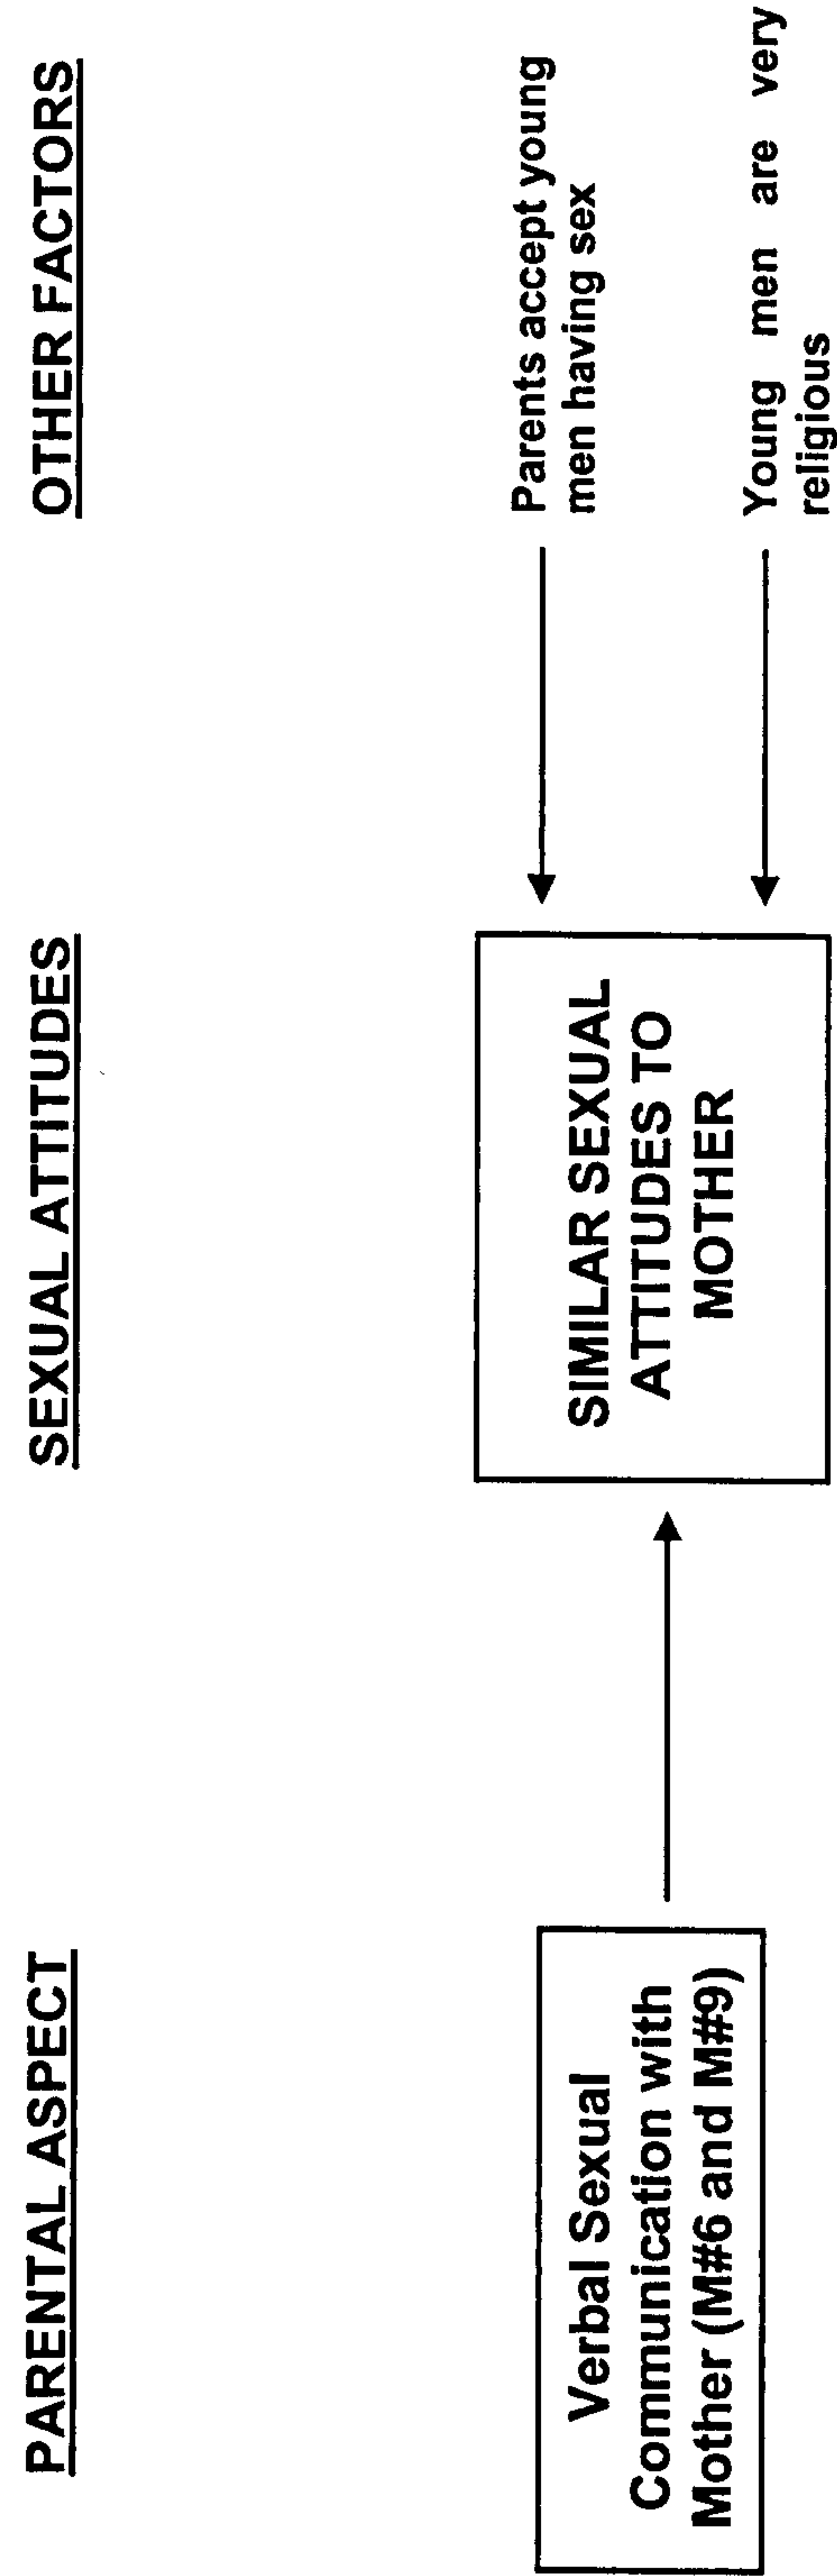 PARENTAL ASPECT
SEXUAL ATTITUDES
OTHER FACTORS
Verbal Sexual
Communication with
Mother (M#6 and M#9)
SIMILAR SEXUAL
ATTITUDES TO
MOTHER
Parents accept young
men having sex
Young men are very
religious